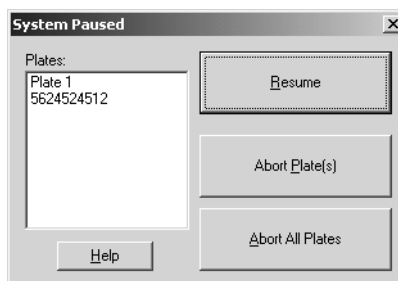 System Paused
Plates:
Plate 1
5624524512
Resume
Abort Plate(s)
Abort All Plates
Help